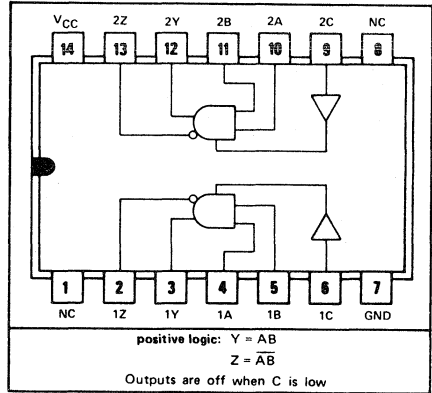 VCC 2Z 2Y 2B 2A 2C NC
14 13 12 11 10 9 8
1 2 3 4 5 6 7
NC 1Z 1Y 1A 1B 1C GND
positive logic: Y = AB
Z = A̅B̅
Outputs are off when C is low